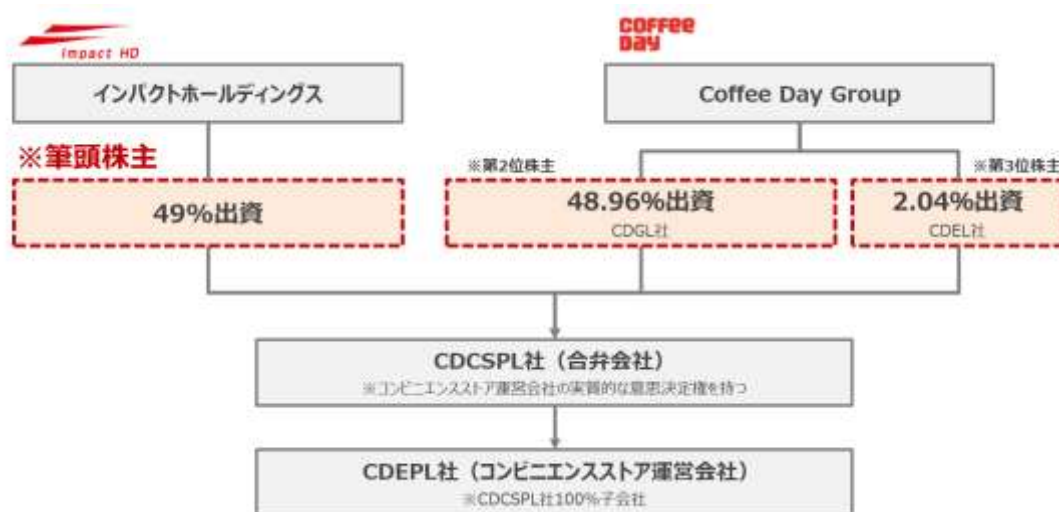 Impact HD
COFFEE
DAY
インパクトホールディングス
Coffee Day Group
※筆頭株主
※第2位株主
※第3位株主
49%出資
48.96%出資
CDGL社
2.04%出資
CDEL社
CDCSPL社（合弁会社）
※コンビニエンスストア運営会社の実質的な意思決定権を持つ
CDEPL社（コンビニエンスストア運営会社）
※CDCSPL社100%子会社